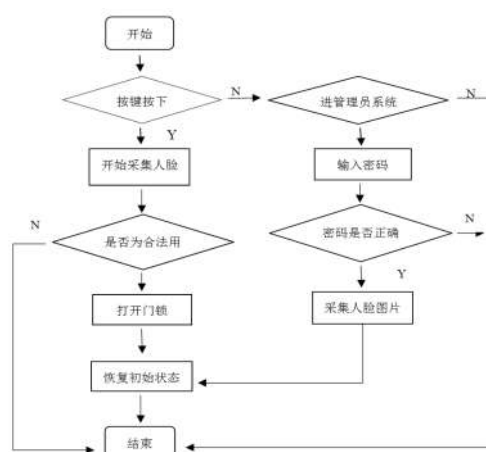 开始
按键按下
N
进管理员系统
N
Y
开始采集人脸
输入密码
N
是否为合法用
密码是否正确
N
Y
打开门锁
采集人脸图片
恢复初始状态
结束